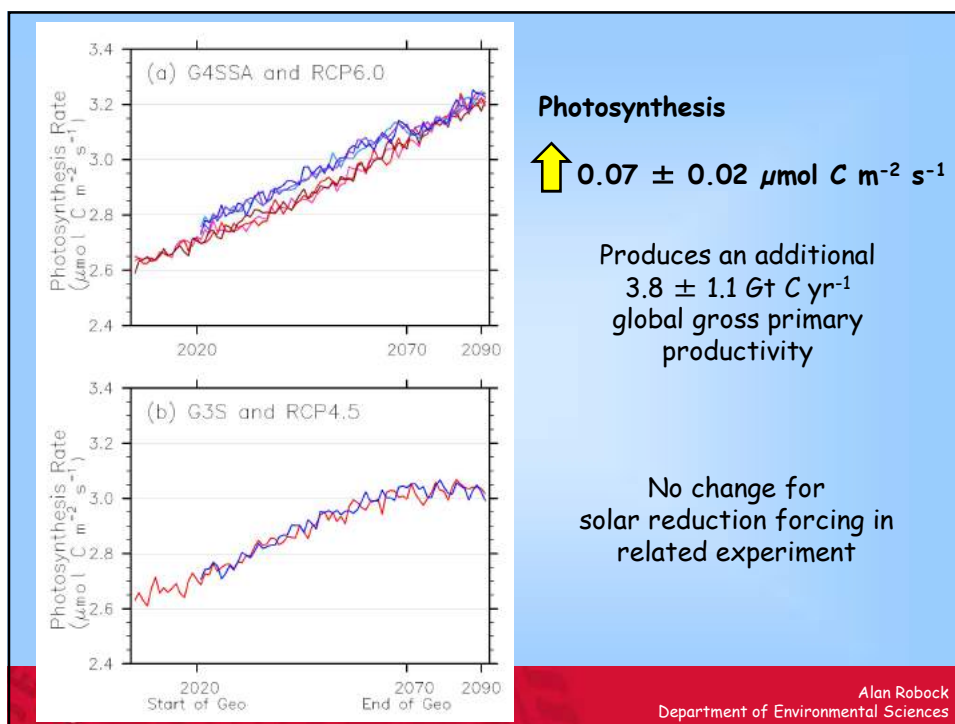 3.4
(a) G4SSA and RCP6.0
3.2
3.0
2.8
2.6
2.4
Photosynthesis Rate
(μmol C m⁻² s⁻¹)
2020
2070
2090
3.4
(b) G3S and RCP4.5
3.2
3.0
2.8
2.6
2.4
Photosynthesis Rate
(μmol C m⁻² s⁻¹)
2020
2070
2090
Start of Geo
End of Geo
Photosynthesis
0.07 ± 0.02 μmol C m⁻² s⁻¹
Produces an additional
3.8 ± 1.1 Gt C yr⁻¹
global gross primary
productivity
No change for
solar reduction forcing in
related experiment
Alan Robock
Department of Environmental Sciences